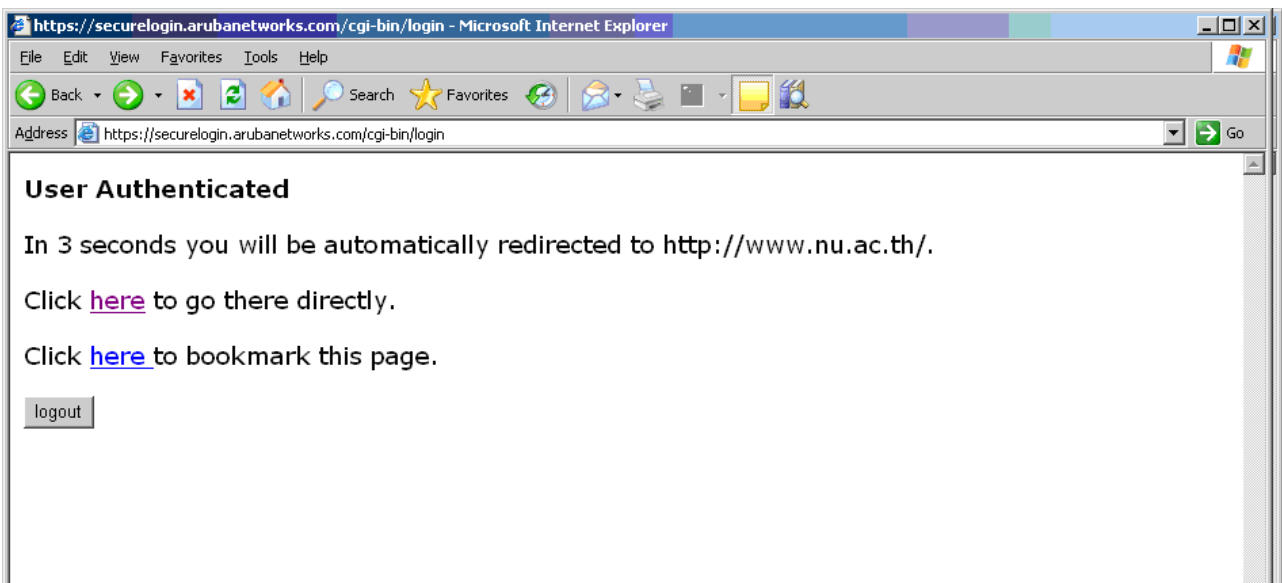 https://securelogin.arubanetworks.com/cgi-bin/login - Microsoft Internet Explorer
File Edit View Favorites Tools Help
Back Search Favorites
Address https://securelogin.arubanetworks.com/cgi-bin/login Go
User Authenticated
In 3 seconds you will be automatically redirected to http://www.nu.ac.th/.
Click here to go there directly.
Click here to bookmark this page.
logout